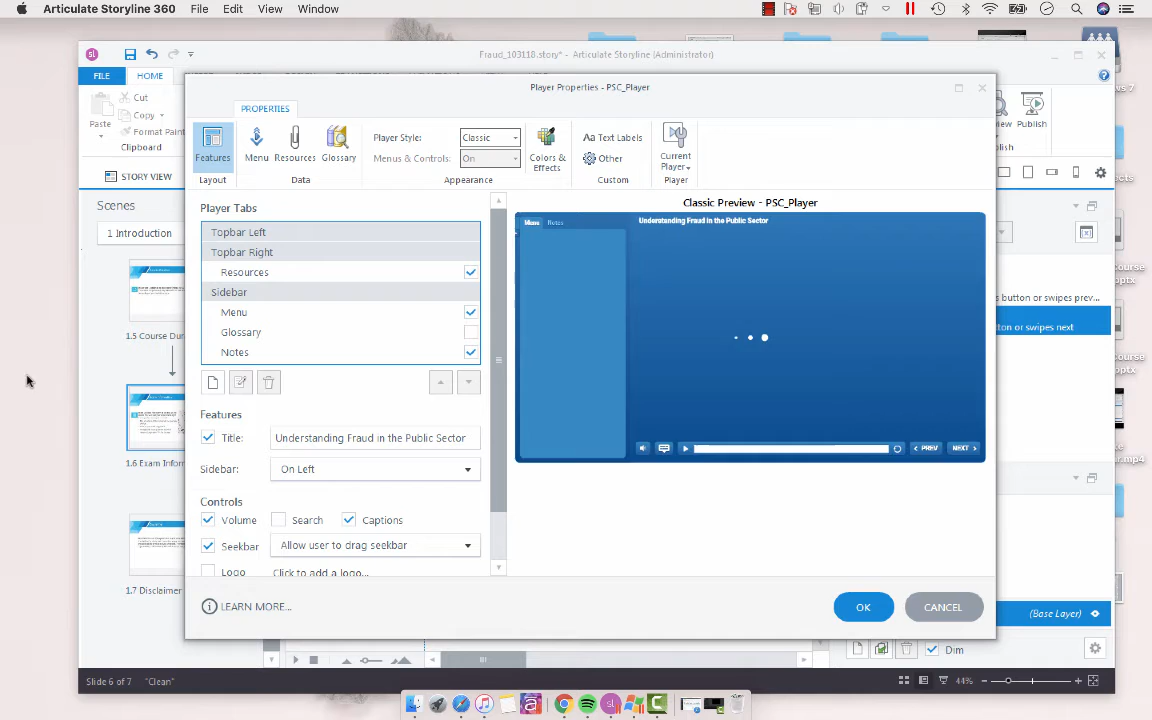 Articulate Storyline 360 File Edit View Window
Fraud_103118.story* - Articulate Storyline (Administrator)
FILE HOME
Player Properties - PSC_Player
PROPERTIES
Paste
Cut
Copy
Format Paint
Clipboard
Features
Menu Resources Glossary
Player Style: Classic
Menus & Controls: On
Colors &
Effects
Aa Text Labels
Other
Current
Player
Layout Data Appearance Custom Player
Publish
STORY VIEW
Scenes
1 Introduction
1.5 Course Du
1.6 Exam Infor
1.7 Disclaimer
Player Tabs
Topbar Left
Topbar Right
Resources
Sidebar
Menu
Glossary
Notes
Features
Title: Understanding Fraud in the Public Sector
Sidebar: On Left
Controls
Volume Search Captions
Seekbar Allow user to drag seekbar
Logo Click to add a logo...
LEARN MORE...
Classic Preview - PSC_Player
Menu Notes
Understanding Fraud in the Public Sector
PREV NEXT
OK CANCEL
s button or swipes prev...
ton or swipes next
(Base Layer)
Dim
Slide 6 of 7 "Clean"
44%